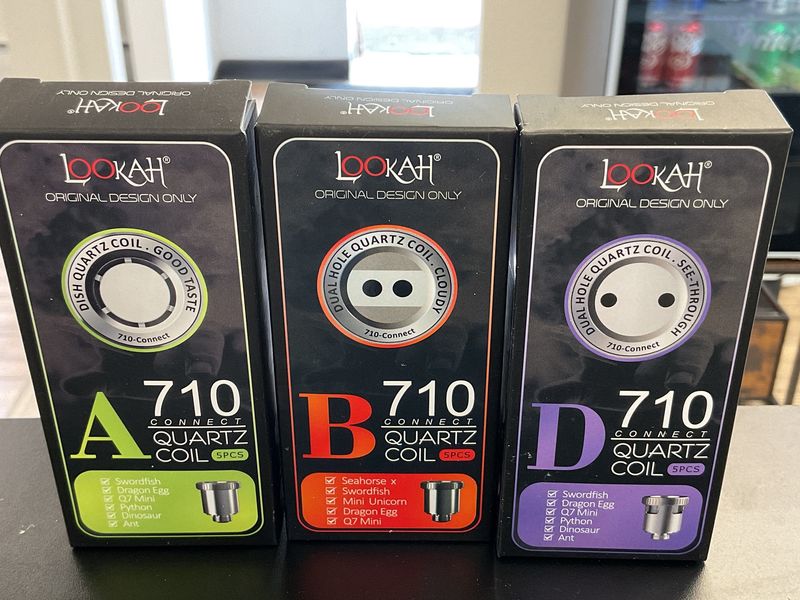 LOOKAH®
ORIGINAL DESIGN ONLY
LOOKAH®
ORIGINAL DESIGN ONLY
DISH QUARTZ COIL . GOOD TASTE
710-Connect
A
710
CONNECT
QUARTZ
COIL 5PCS
Swordfish
Dragon Egg
Q7 Mini
Python
Dinosaur
Ant
LOOKAH®
ORIGINAL DESIGN ONLY
LOOKAH®
ORIGINAL DESIGN ONLY
DUAL HOLE QUARTZ COIL . CLOUDY
710-Connect
B
710
CONNECT
QUARTZ
COIL 5PCS
Seahorse x
Swordfish
Mini Unicorn
Dragon Egg
Q7 Mini
LOOKAH®
ORIGINAL DESIGN ONLY
LOOKAH®
ORIGINAL DESIGN ONLY
DUAL HOLE QUARTZ COIL . SEE-THROUGH
710-Connect
D
710
CONNECT
QUARTZ
COIL 5PCS
Swordfish
Dragon Egg
Q7 Mini
Python
Dinosaur
Ant